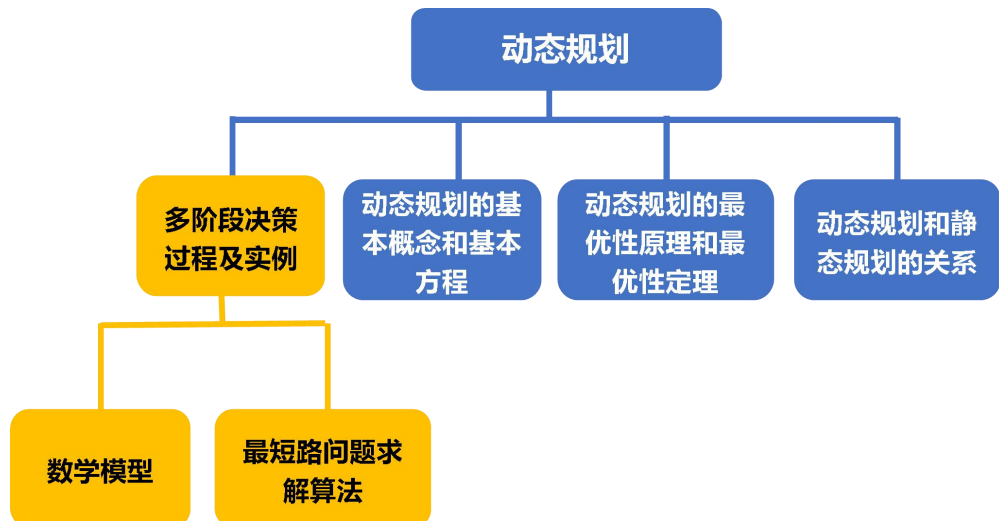 动态规划
多阶段决策
过程及实例
动态规划的基
本概念和基本
方程
动态规划的最
优性原理和最
优性定理
动态规划和静
态规划的关系
数学模型
最短路问题求
解算法